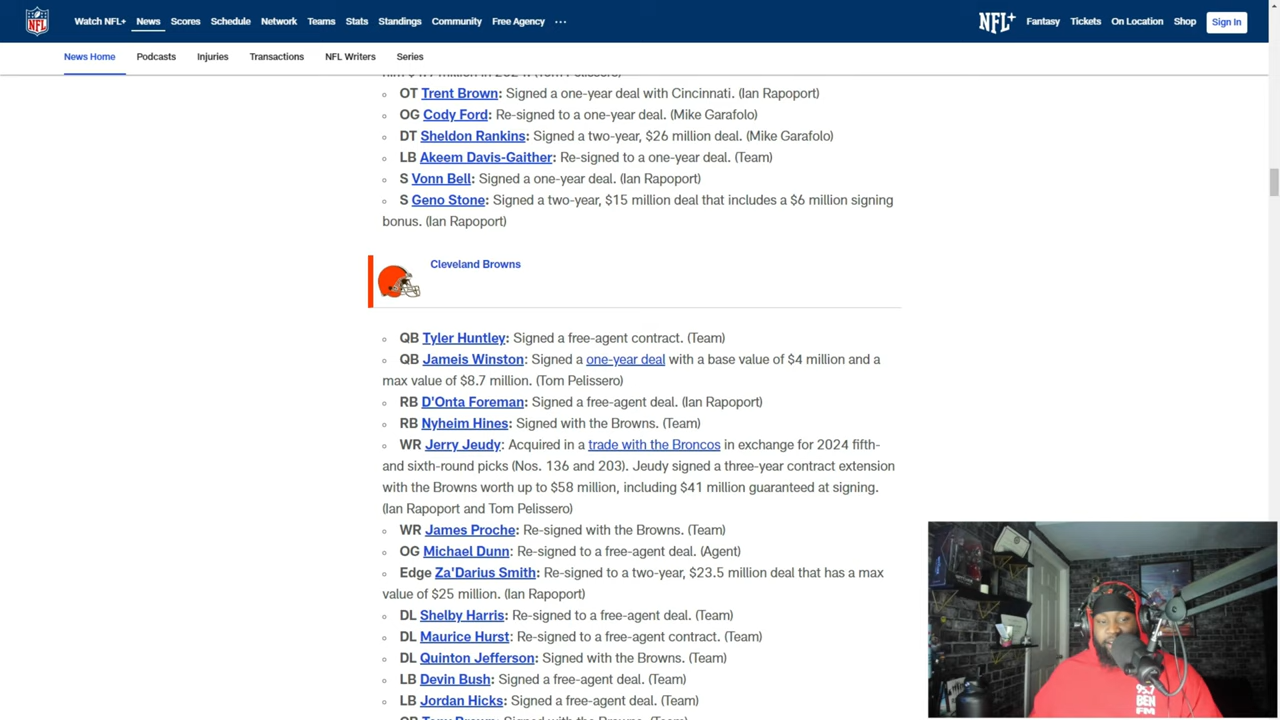 Watch NFL+ News Scores Schedule Network Teams Stats Standings Community Free Agency ... NFL+ Fantasy Tickets On Location Shop Sign In
NFL
News Home Podcasts Injuries Transactions NFL Writers Series
OT Trent Brown: Signed a one-year deal with Cincinnati. (Ian Rapoport)
OG Cody Ford: Re-signed to a one-year deal. (Mike Garafolo)
DT Sheldon Rankins: Signed a two-year, $26 million deal. (Mike Garafolo)
LB Akeem Davis-Gaither: Re-signed to a one-year deal. (Team)
S Vonn Bell: Signed a one-year deal. (Ian Rapoport)
S Geno Stone: Signed a two-year, $15 million deal that includes a $6 million signing
bonus. (Ian Rapoport)
Cleveland Browns
QB Tyler Huntley: Signed a free-agent contract. (Team)
QB Jameis Winston: Signed a one-year deal with a base value of $4 million and a
max value of $8.7 million. (Tom Pelissero)
RB D'Onta Foreman: Signed a free-agent deal. (Ian Rapoport)
RB Nyheim Hines: Signed with the Browns. (Team)
WR Jerry Jeudy: Acquired in a trade with the Broncos in exchange for 2024 fifth-
and sixth-round picks (Nos. 136 and 203). Jeudy signed a three-year contract extension
with the Browns worth up to $58 million, including $41 million guaranteed at signing.
(Ian Rapoport and Tom Pelissero)
WR James Proche: Re-signed with the Browns. (Team)
OG Michael Dunn: Re-signed to a free-agent deal. (Agent)
Edge Za'Darius Smith: Re-signed to a two-year, $23.5 million deal that has a max
value of $25 million. (Ian Rapoport)
DL Shelby Harris: Re-signed to a free-agent deal. (Team)
DL Maurice Hurst: Re-signed to a free-agent contract. (Team)
DL Quinton Jefferson: Signed with the Browns. (Team)
LB Devin Bush: Signed a free-agent deal. (Team)
LB Jordan Hicks: Signed a free-agent deal. (Team)
95.7
BEN
FM